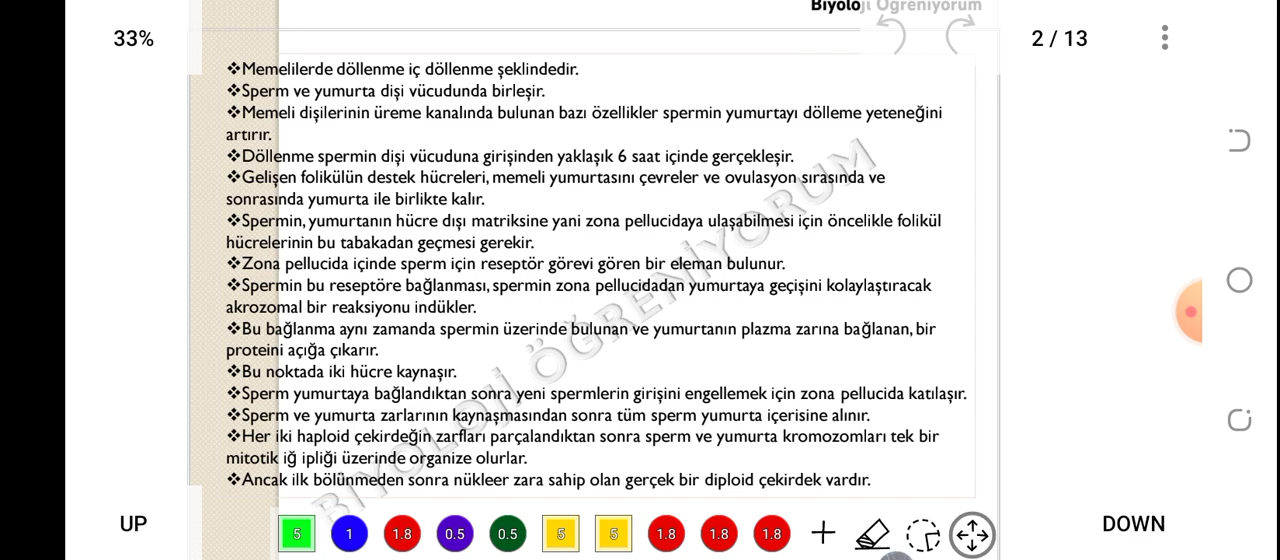 Biyoloji Öğreniyorum
33%
2 / 13
❖Memelilerde döllenme iç döllenme şeklindedir.
❖Sperm ve yumurta dişi vücudunda birleşir.
❖Memeli dişilerinin üreme kanalında bulunan bazı özellikler spermin yumurtayı dölleme yeteneğini
artırır.
❖Döllenme spermin dişi vücuduna girişinden yaklaşık 6 saat içinde gerçekleşir.
❖Gelişen folikülün destek hücreleri, memeli yumurtasını çevreler ve ovulasyon sırasında ve
sonrasında yumurta ile birlikte kalır.
❖Spermin, yumurtanın hücre dışı matriksine yani zona pellucidaya ulaşabilmesi için öncelikle folikül
hücrelerinin bu tabakadan geçmesi gerekir.
❖Zona pellucida içinde sperm için reseptör görevi gören bir eleman bulunur.
❖Spermin bu reseptöre bağlanması, spermin zona pellucidadan yumurtaya geçişini kolaylaştıracak
akrozomal bir reaksiyonu indükler.
❖Bu bağlanma aynı zamanda spermin üzerinde bulunan ve yumurtanın plazma zarına bağlanan, bir
proteini açığa çıkarır.
❖Bu noktada iki hücre kaynaşır.
❖Sperm yumurtaya bağlandıktan sonra yeni spermlerin girişini engellemek için zona pellucida katılaşır.
❖Sperm ve yumurta zarlarının kaynaşmasından sonra tüm sperm yumurta içerisine alınır.
❖Her iki haploid çekirdeğin zarfları parçalandıktan sonra sperm ve yumurta kromozomları tek bir
mitotik iğ ipliği üzerinde organize olurlar.
❖Ancak ilk bölünmeden sonra nükleer zara sahip olan gerçek bir diploid çekirdek vardır.
BİYOLOJİ ÖĞRENİYORUM
UP
5 1 1.8 0.5 0.5 5 5 1.8 1.8 1.8
DOWN